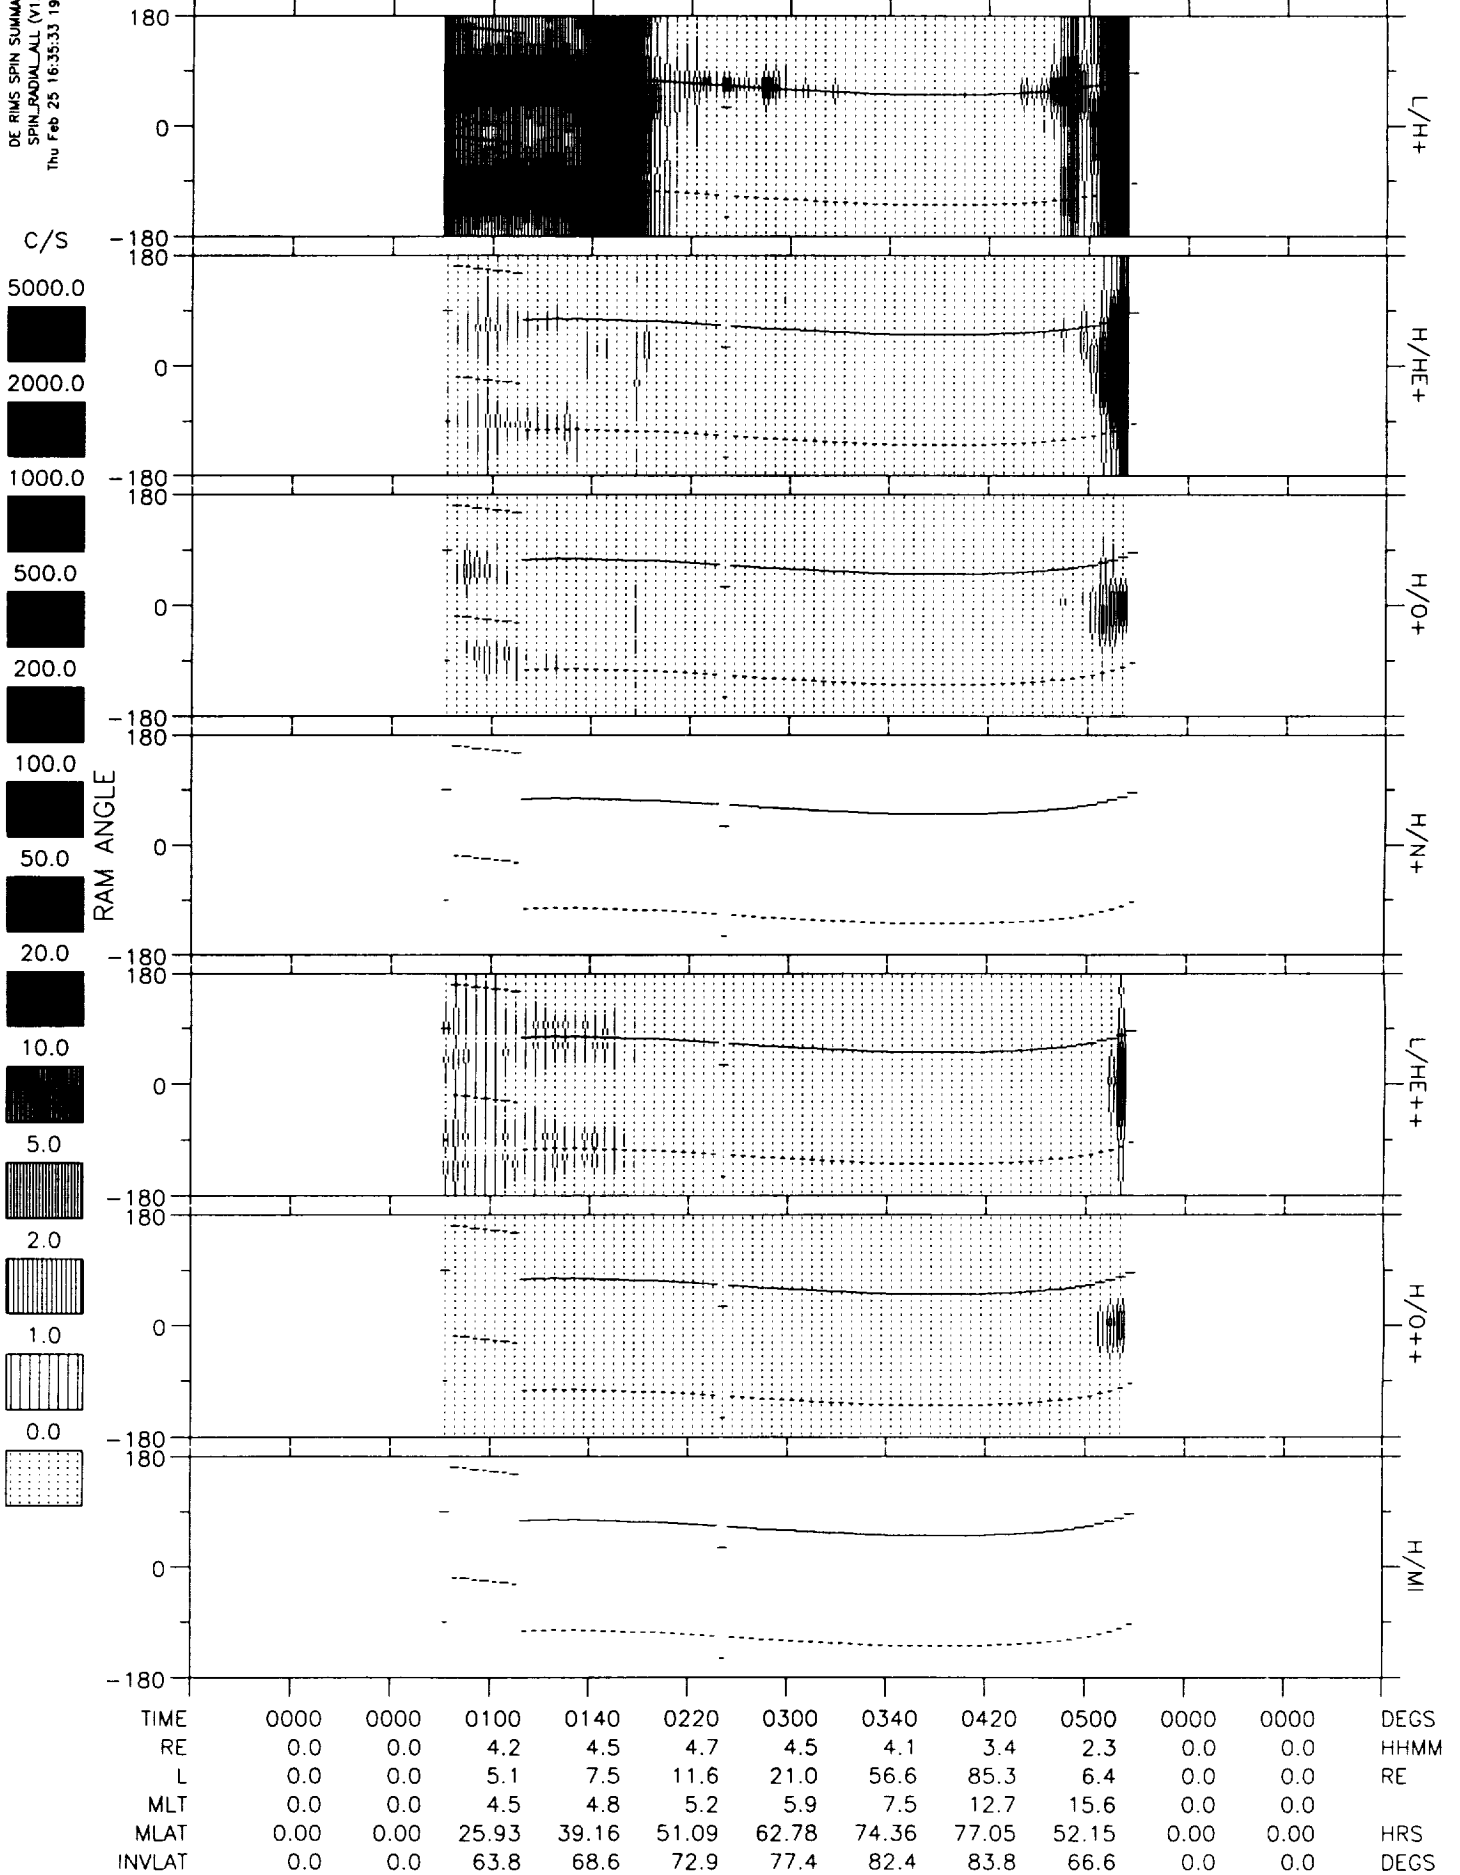 DE RIMS SPIN SUMMA
SPIN_RADIAL_ALL (V1
Thu Feb 25 16:35:33 19
C/S
5000.0
2000.0
1000.0
500.0
200.0
100.0
50.0
20.0
10.0
5.0
2.0
1.0
0.0
RAM ANGLE
180
0
-180
L/H+
180
0
-180
H/HE+
180
0
-180
H/O+
180
0
-180
H/N+
180
0
-180
L/HE++
180
0
-180
H/O++
180
0
-180
H/MI
TIME 0000 0000 0100 0140 0220 0300 0340 0420 0500 0000 0000 DEGS
RE 0.0 0.0 4.2 4.5 4.7 4.5 4.1 3.4 2.3 0.0 0.0 HHMM
L 0.0 0.0 5.1 7.5 11.6 21.0 56.6 85.3 6.4 0.0 0.0 RE
MLT 0.0 0.0 4.5 4.8 5.2 5.9 7.5 12.7 15.6 0.0 0.0
MLAT 0.00 0.00 25.93 39.16 51.09 62.78 74.36 77.05 52.15 0.00 0.00 HRS
INVLAT 0.0 0.0 63.8 68.6 72.9 77.4 82.4 83.8 66.6 0.0 0.0 DEGS